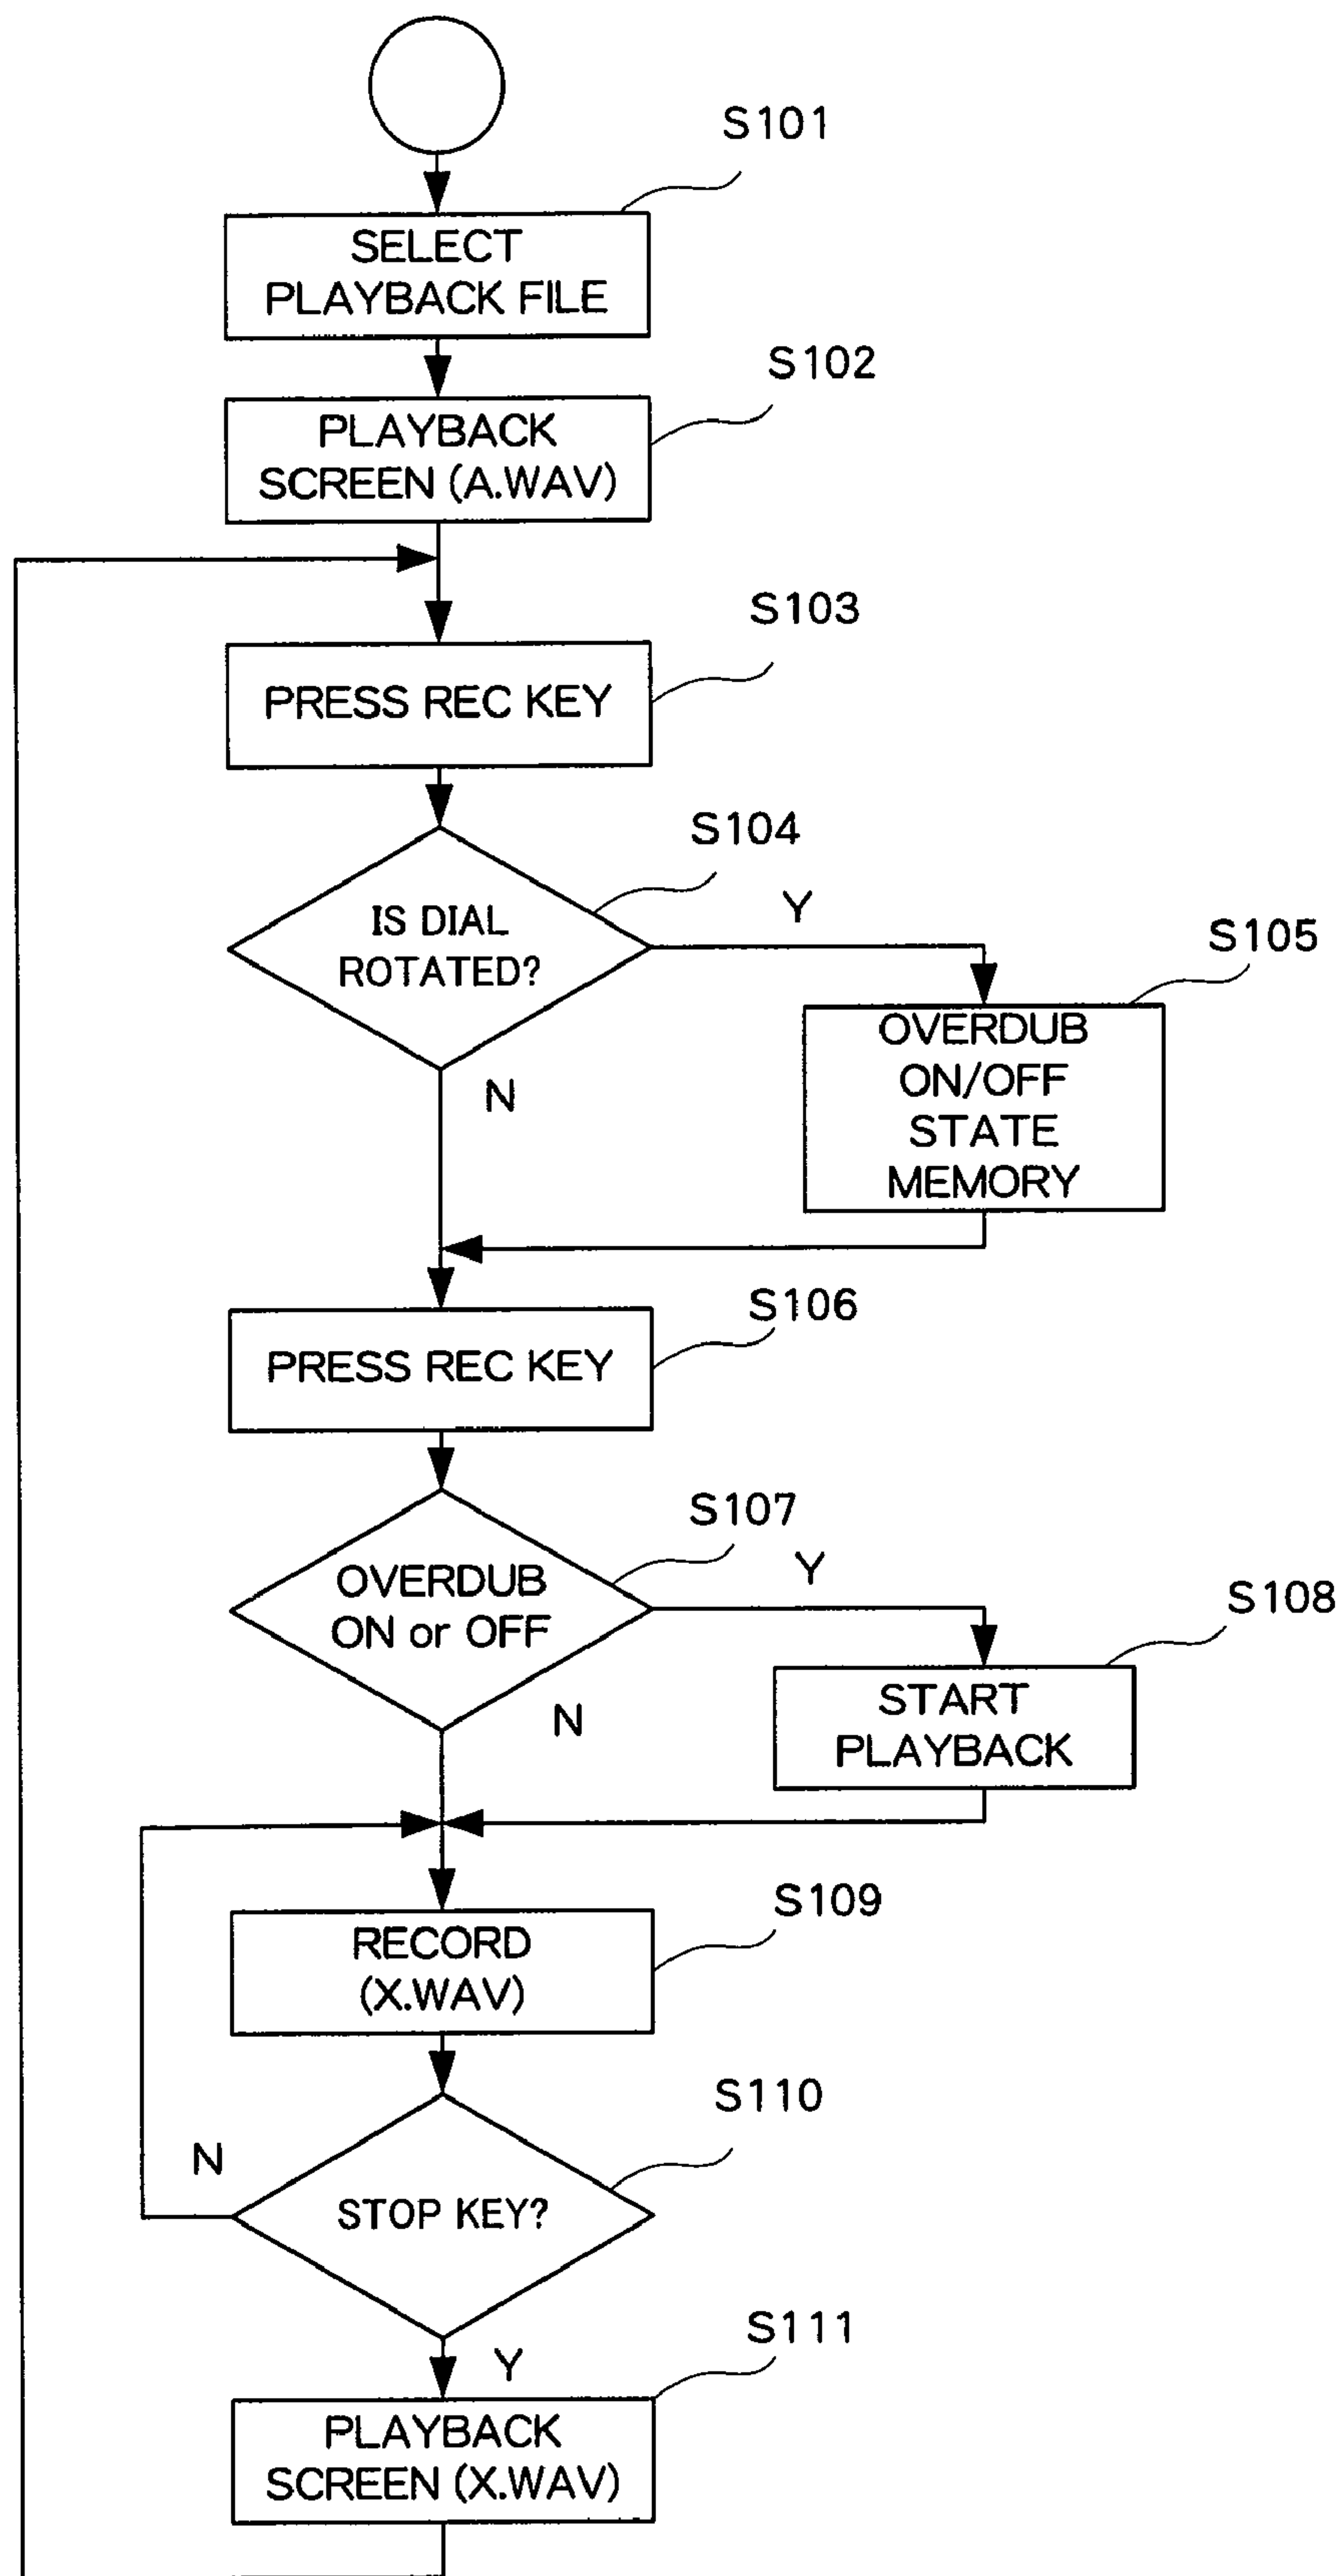 S101
SELECT
PLAYBACK FILE
S102
PLAYBACK
SCREEN (A.WAV)
S103
PRESS REC KEY
S104
IS DIAL
ROTATED?
Y
N
S105
OVERDUB
ON/OFF
STATE
MEMORY
S106
PRESS REC KEY
S107
OVERDUB
ON or OFF
Y
N
S108
START
PLAYBACK
S109
RECORD
(X.WAV)
S110
STOP KEY?
N
Y
S111
PLAYBACK
SCREEN (X.WAV)